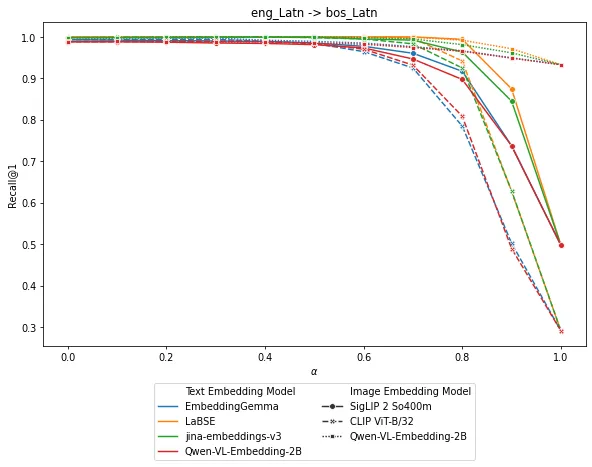 eng_Latn -> bos_Latn
Recall@1
1.0
0.9
0.8
0.7
0.6
0.5
0.4
0.3
0.0
0.2
0.4
0.6
0.8
1.0
α
Text Embedding Model
EmbeddingGemma
LaBSE
jina-embeddings-v3
Qwen-VL-Embedding-2B
Image Embedding Model
SigLIP 2 So400m
CLIP ViT-B/32
Qwen-VL-Embedding-2B